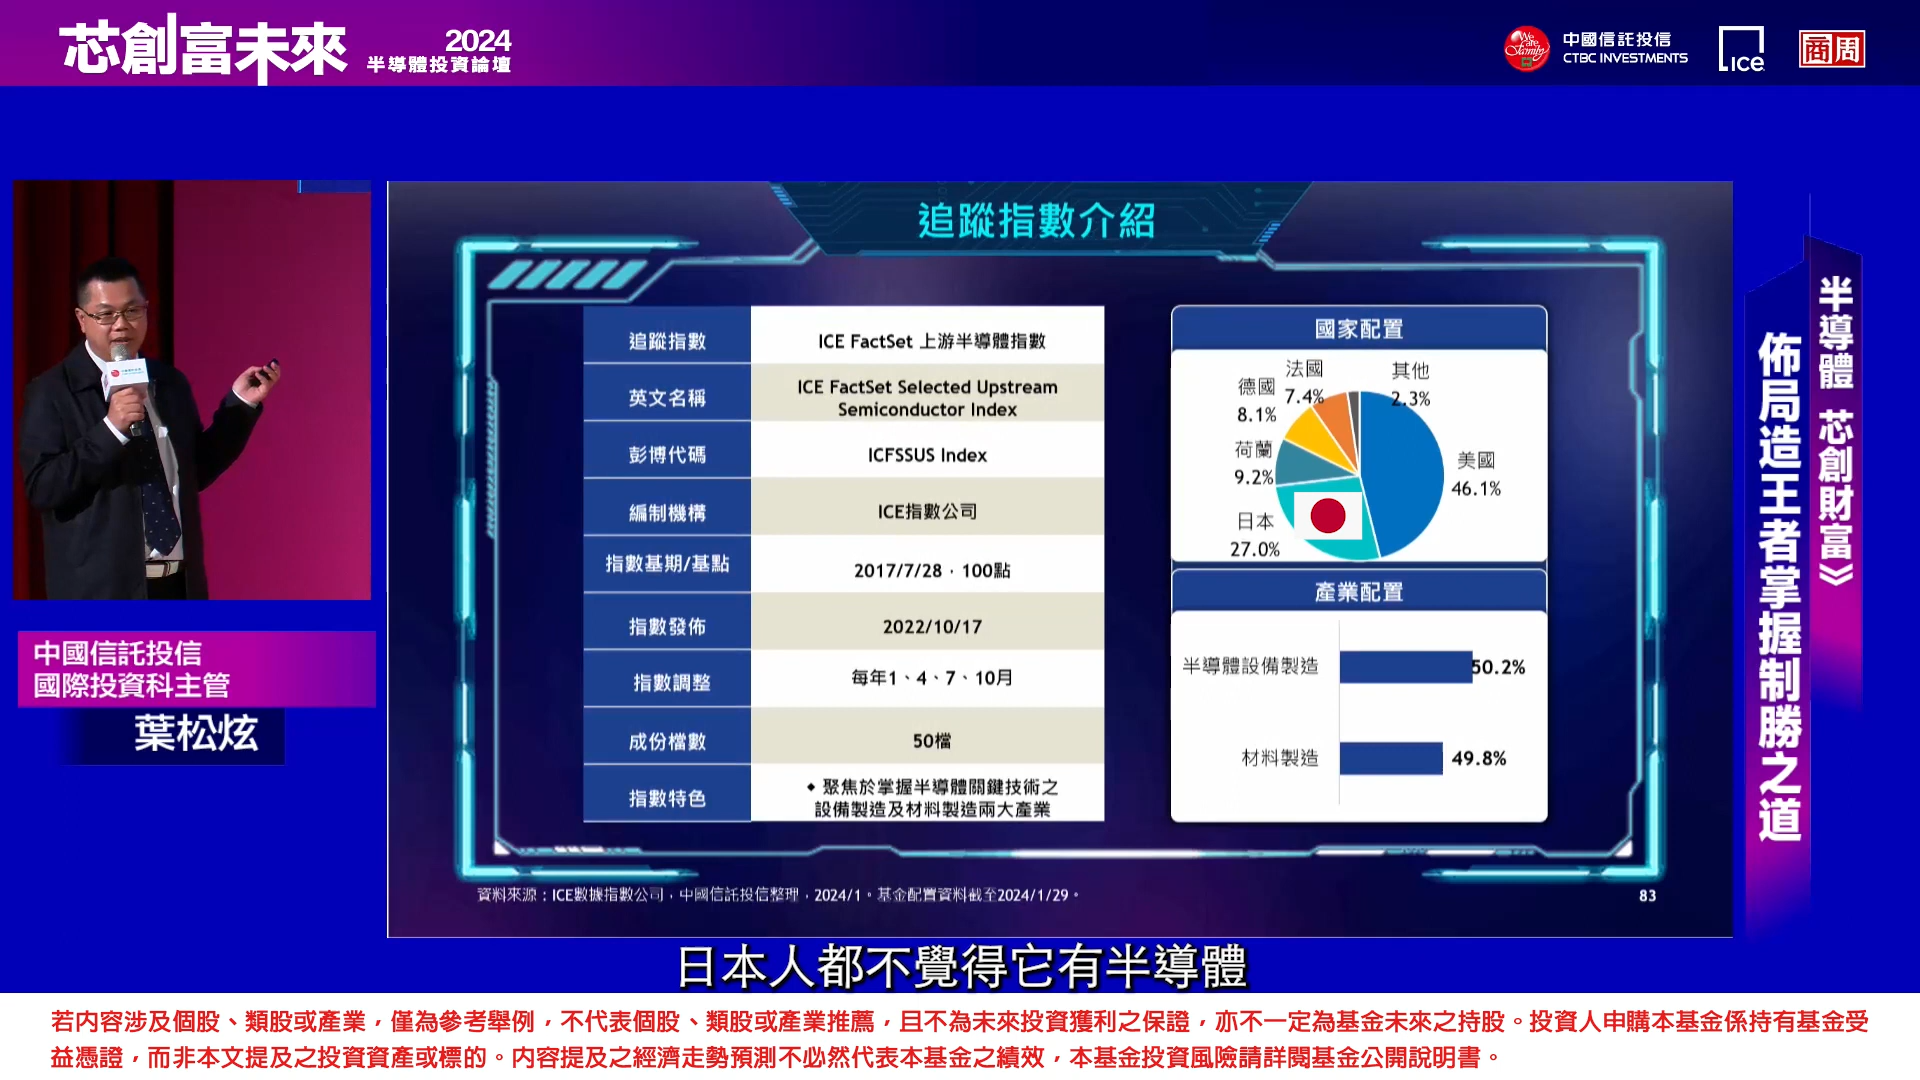 芯創富未來
2024
半導體投資論壇
We are Family
中國信託投信
CTBC INVESTMENTS
ice
商周
追蹤指數介紹
追蹤指數
ICE FactSet 上游半導體指數
英文名稱
ICE FactSet Selected Upstream
Semiconductor Index
彭博代碼
ICFSSUS Index
編制機構
ICE指數公司
指數基期/基點
2017/7/28，100點
指數發佈
2022/10/17
指數調整
每年1、4、7、10月
成份檔數
50檔
指數特色
◆ 聚焦於掌握半導體關鍵技術之
設備製造及材料製造兩大產業
國家配置
法國
7.4%
其他
2.3%
德國
8.1%
荷蘭
9.2%
美國
46.1%
日本
27.0%
產業配置
半導體設備製造
50.2%
材料製造
49.8%
資料來源：ICE數據指數公司，中國信託投信整理，2024/1。基金配置資料截至2024/1/29。
83
半導體 芯創財富》
佈局造王者掌握制勝之道
中國信託投信
國際投資科主管
葉松炫
日本人都不覺得它有半導體
若內容涉及個股、類股或產業，僅為參考舉例，不代表個股、類股或產業推薦，且不為未來投資獲利之保證，亦不一定為基金未來之持股。投資人申購本基金係持有基金受
益憑證，而非本文提及之投資資產或標的。內容提及之經濟走勢預測不必然代表本基金之績效，本基金投資風險請詳閱基金公開說明書。